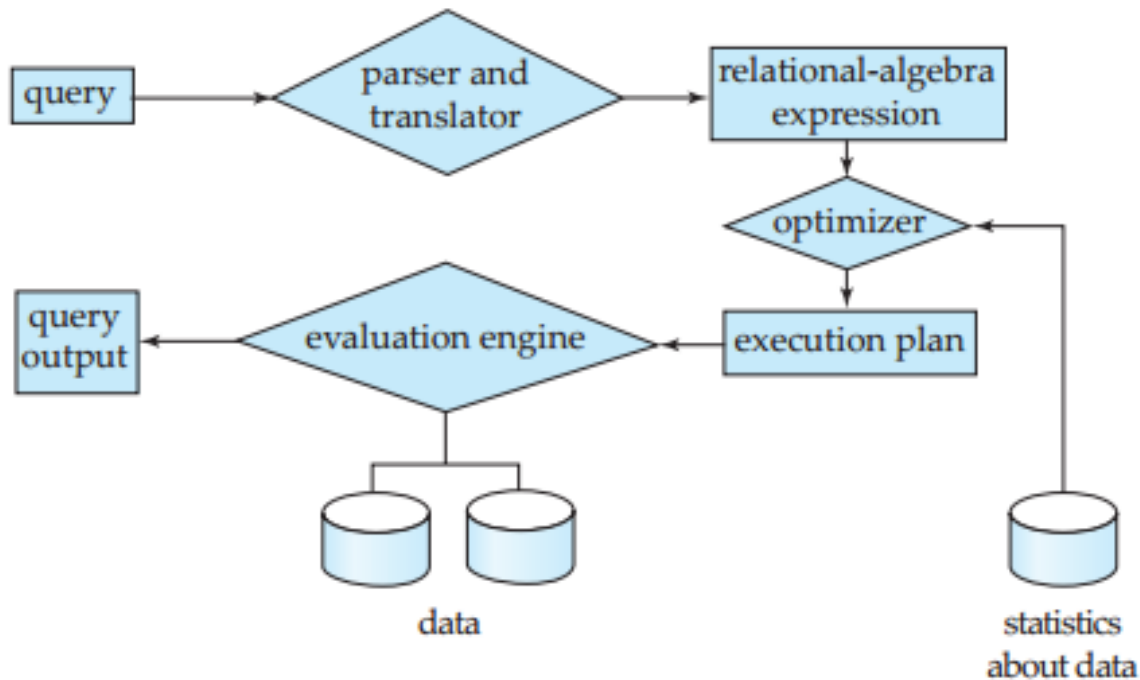 query
parser and
translator
relational-algebra
expression
optimizer
query
output
evaluation engine
execution plan
data
statistics
about data